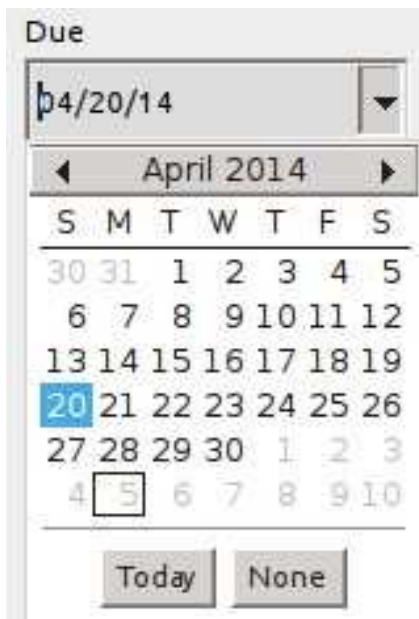 Due
04/20/14
April 2014
S M T W T F S
30 31 1 2 3 4 5
6 7 8 9 10 11 12
13 14 15 16 17 18 19
20 21 22 23 24 25 26
27 28 29 30 1 2 3
4 5 6 7 8 9 10
Today None